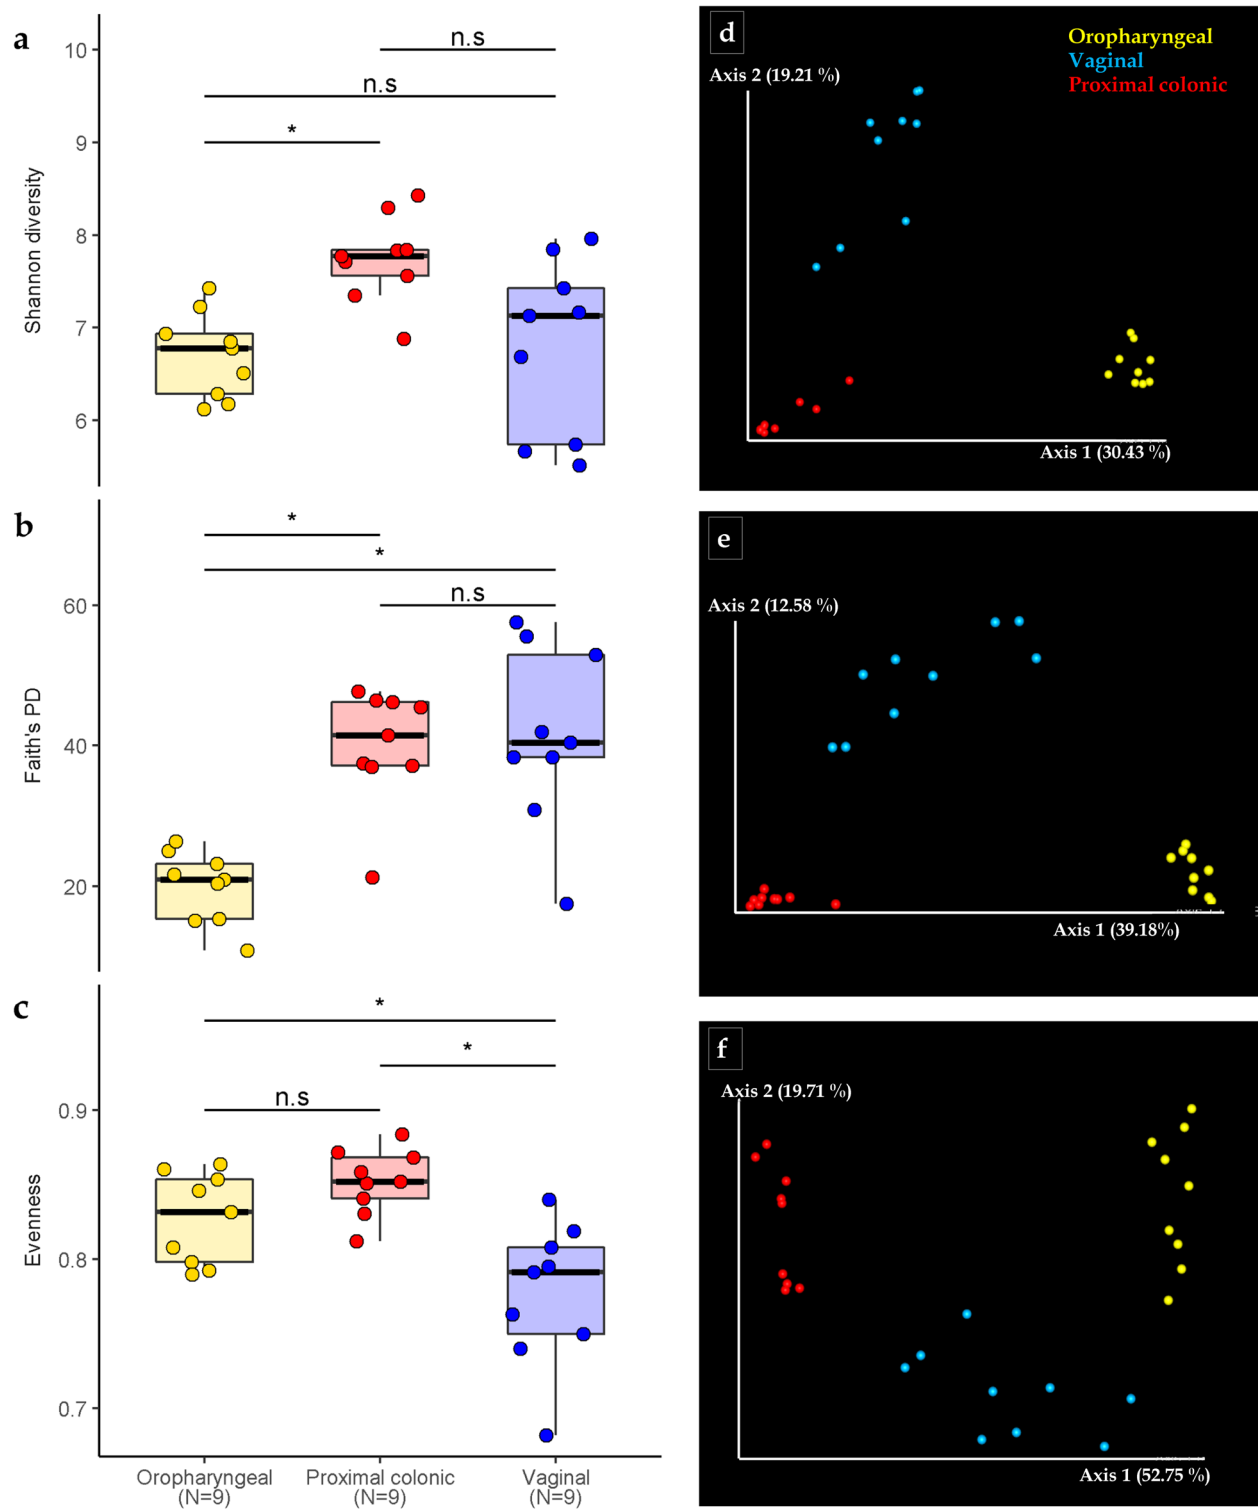 a
n.s
n.s
*
10
9
8
7
6
Shannon diversity
b
*
*
n.s
60
40
20
Faith's PD
c
*
*
n.s
0.9
0.8
0.7
Evenness
Oropharyngeal
(N=9)
Proximal colonic
(N=9)
Vaginal
(N=9)
d
Oropharyngeal
Vaginal
Proximal colonic
Axis 2 (19.21 %)
Axis 1 (30.43 %)
e
Axis 2 (12.58 %)
Axis 1 (39.18%)
f
Axis 2 (19.71 %)
Axis 1 (52.75 %)